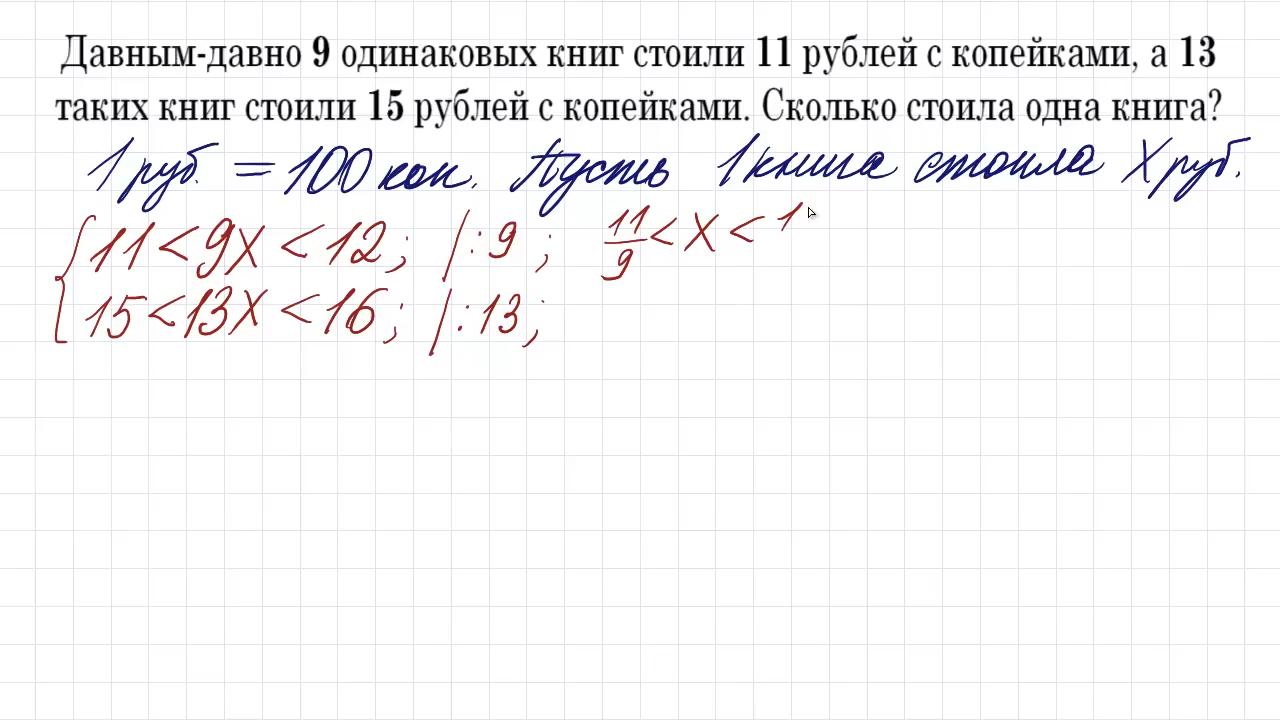 Давным-давно 9 одинаковых книг стоили 11 рублей с копейками, а 13
таких книг стоили 15 рублей с копейками. Сколько стоила одна книга?
1 руб. = 100 коп. Пусть 1 книга стоила X руб.
{ 11 < 9X < 12; | : 9 ; 11/9 < X < 1
15 < 13X < 16; | : 13 ;